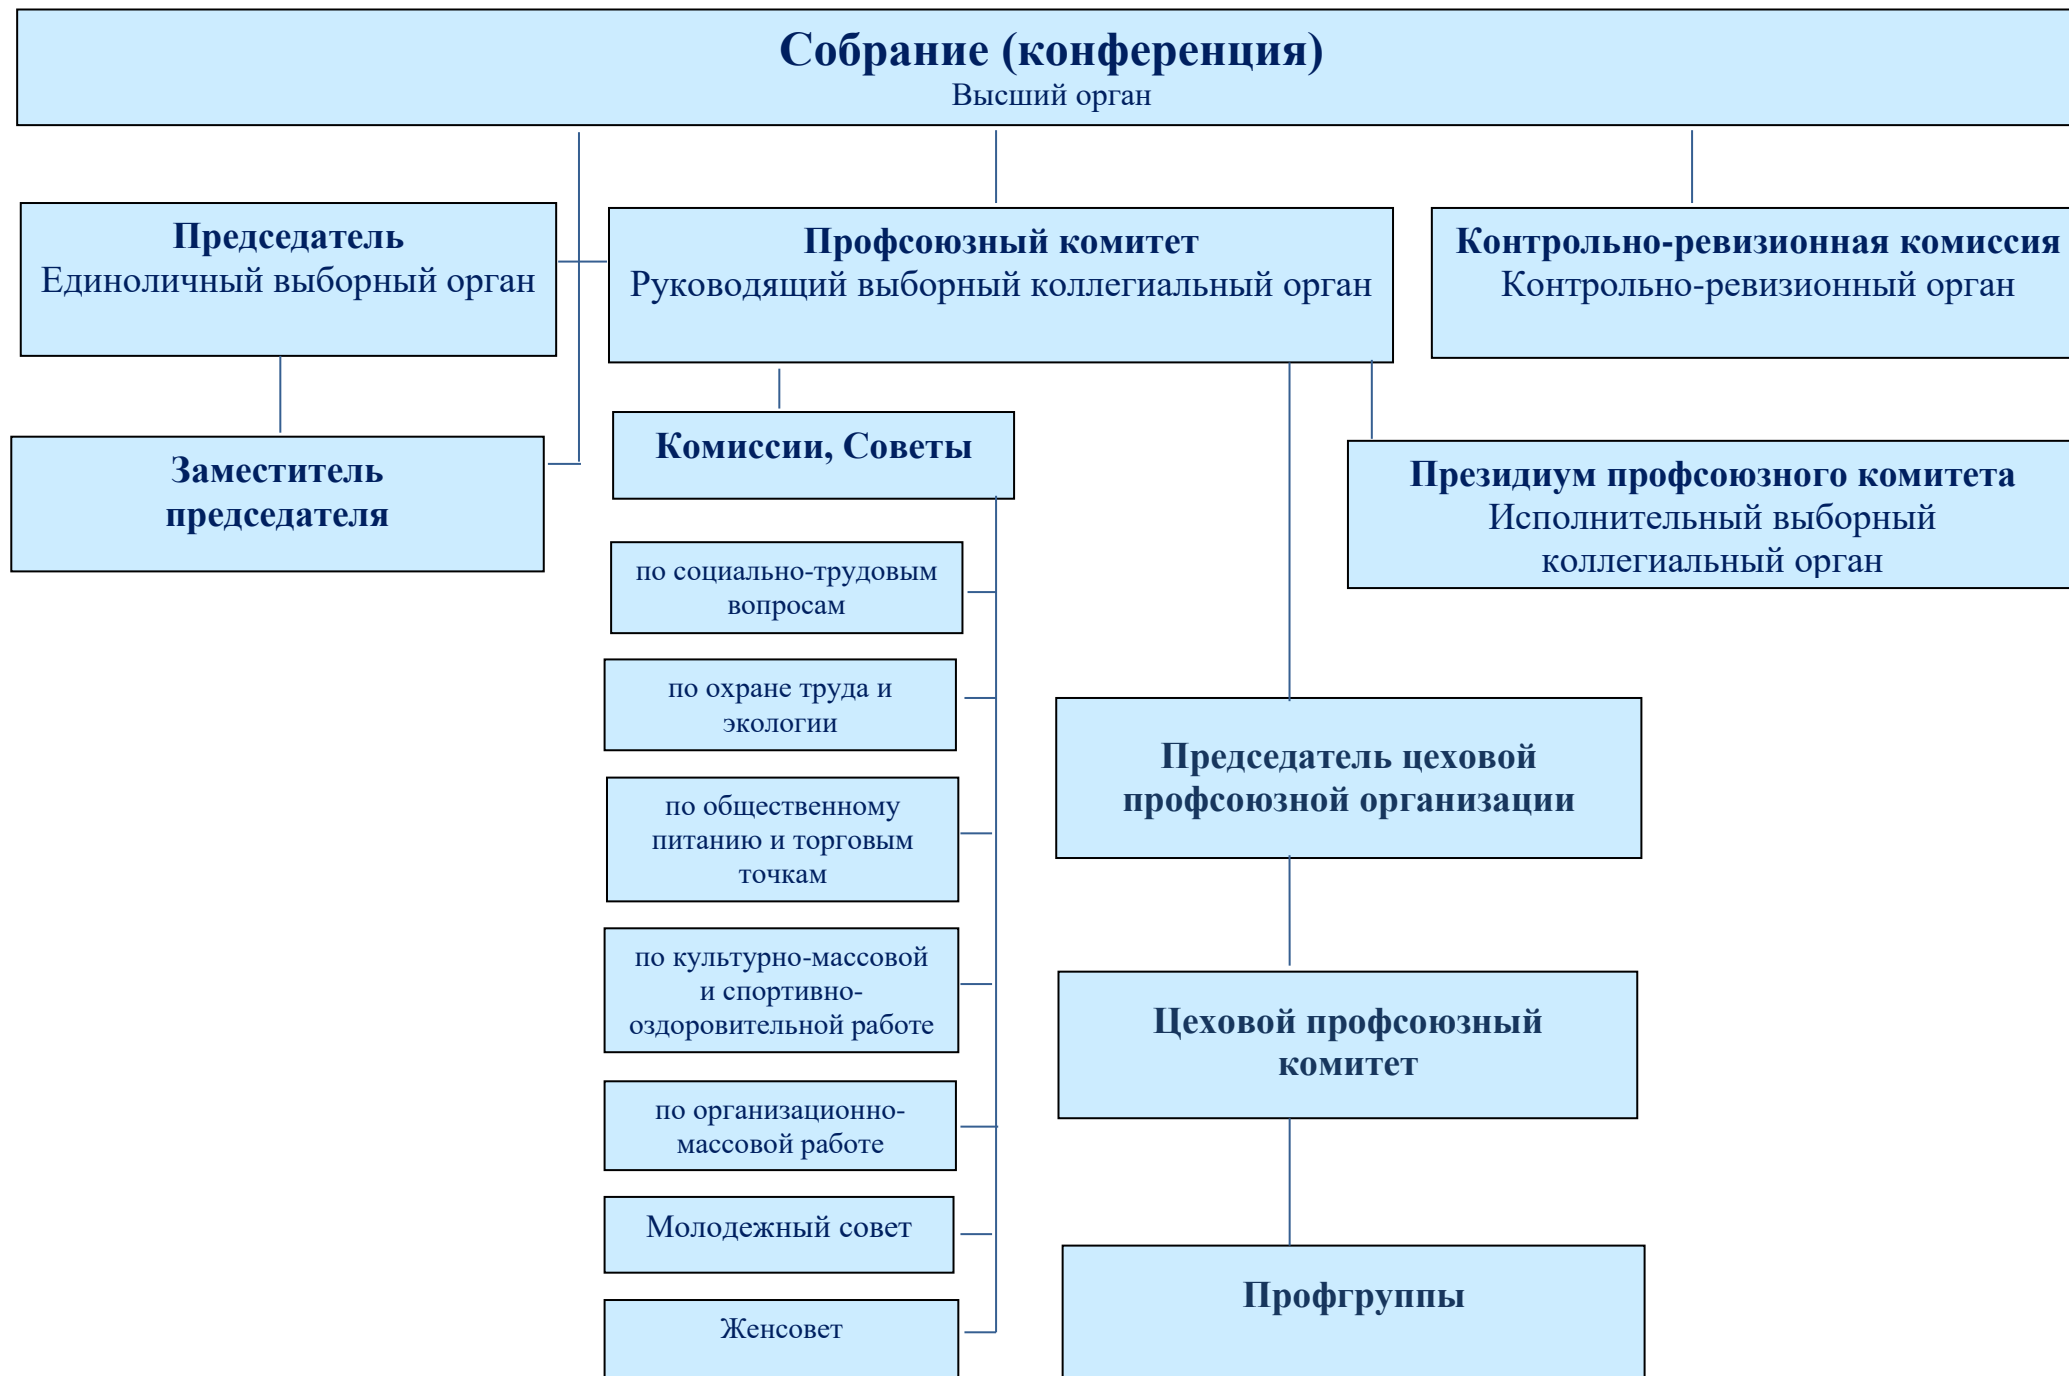 Собрание (конференция)
Высший орган
Председатель
Единоличный выборный орган
Профсоюзный комитет
Руководящий выборный коллегиальный орган
Контрольно-ревизионная комиссия
Контрольно-ревизионный орган
Заместитель
председателя
Комиссии, Советы
Президиум профсоюзного комитета
Исполнительный выборный
коллегиальный орган
по социально-трудовым
вопросам
по охране труда и
экологии
по общественному
питанию и торговым
точкам
по культурно-массовой
и спортивно-
оздоровительной работе
по организационно-
массовой работе
Молодежный совет
Женсовет
Председатель цеховой
профсоюзной организации
Цеховой профсоюзный
комитет
Профгруппы